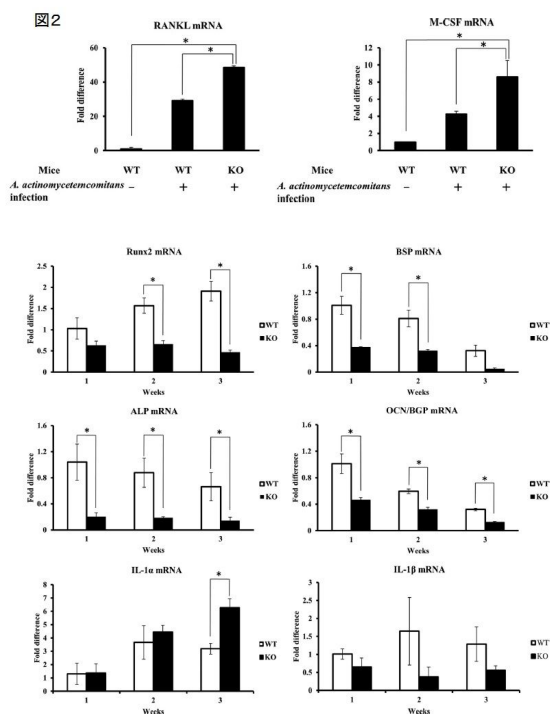 図2
RANKL mRNA
*
*
Fold difference
60
40
20
0
Mice WT WT KO
A. actinomycetemcomitans infection − + +
M-CSF mRNA
*
*
Fold difference
12
10
8
6
4
2
0
Mice WT WT KO
A. actinomycetemcomitans infection − + +
Runx2 mRNA
*
*
Fold difference
2.5
2
1.5
1
0.5
0
1 2 3
Weeks
WT
KO
BSP mRNA
*
*
Fold difference
1.6
1.2
0.8
0.4
0
1 2 3
Weeks
WT
KO
ALP mRNA
*
*
*
Fold difference
1.6
1.2
0.8
0.4
0
1 2 3
Weeks
WT
KO
OCN/BGP mRNA
*
*
*
Fold difference
1.6
1.2
0.8
0.4
0
1 2 3
Weeks
WT
KO
IL-1α mRNA
*
Fold difference
8
7
6
5
4
3
2
1
0
1 2 3
Weeks
WT
KO
IL-1β mRNA
Fold difference
3
2.5
2
1.5
1
0.5
0
1 2 3
Weeks
WT
KO